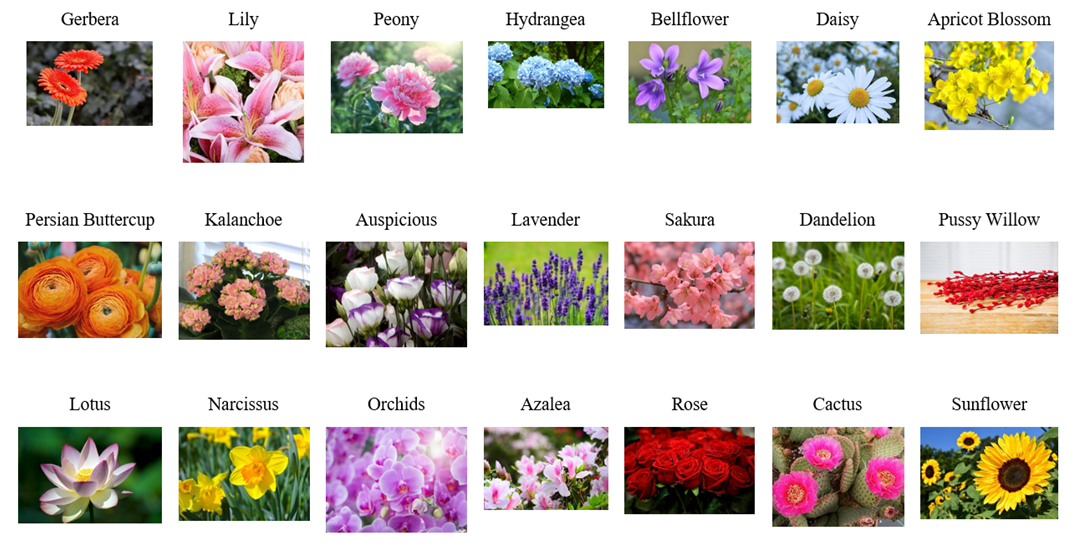 Gerbera
Lily
Peony
Hydrangea
Bellflower
Daisy
Apricot Blossom
Persian Buttercup
Kalanchoe
Auspicious
Lavender
Sakura
Dandelion
Pussy Willow
Lotus
Narcissus
Orchids
Azalea
Rose
Cactus
Sunflower